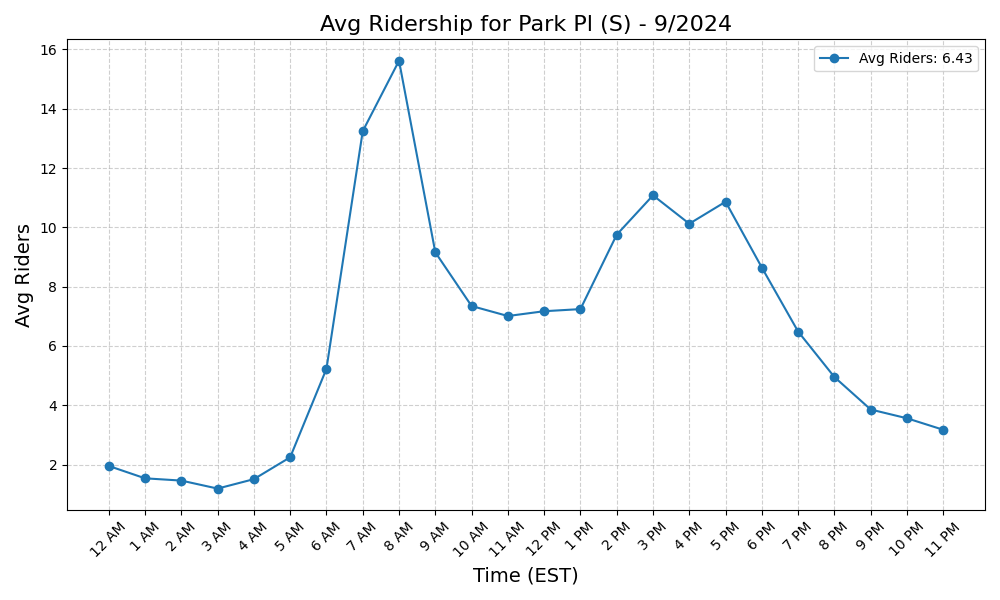 Avg Ridership for Park Pl (S) - 9/2024
Avg Riders: 6.43
Avg Riders
16
14
12
10
8
6
4
2
12 AM
1 AM
2 AM
3 AM
4 AM
5 AM
6 AM
7 AM
8 AM
9 AM
10 AM
11 AM
12 PM
1 PM
2 PM
3 PM
4 PM
5 PM
6 PM
7 PM
8 PM
9 PM
10 PM
11 PM
Time (EST)